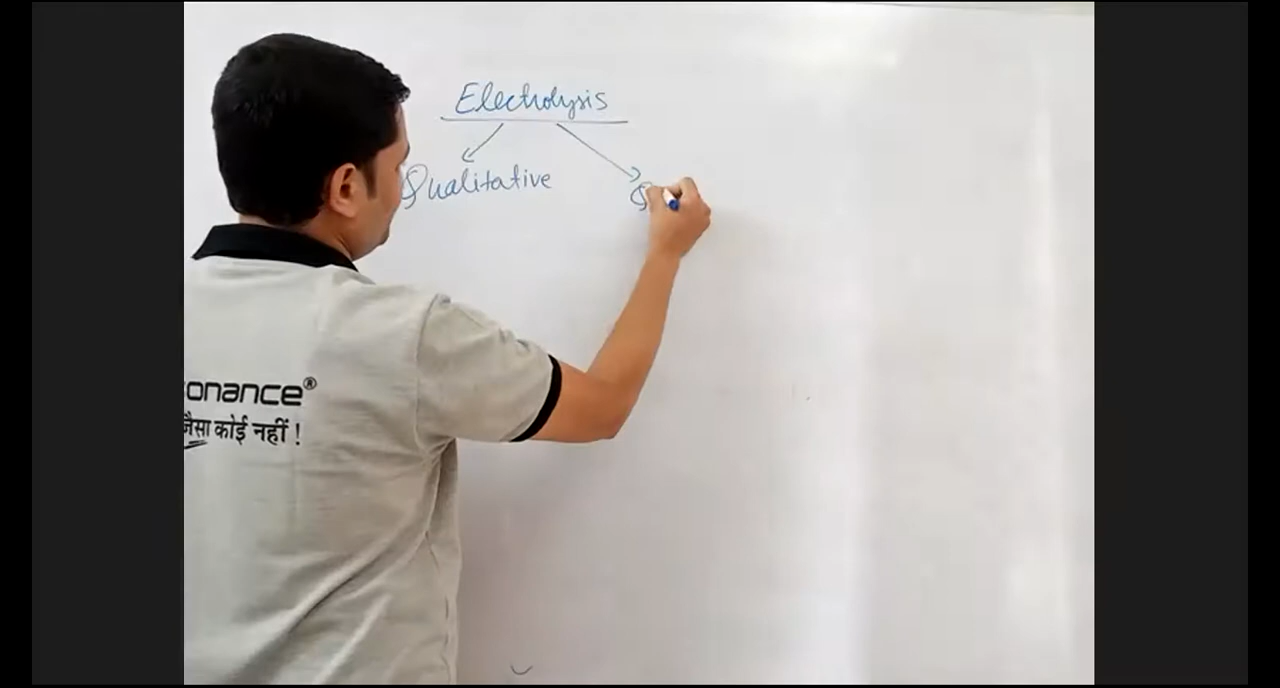 Electrolysis
Qualitative Q
onance®
जैसा कोई नहीं !